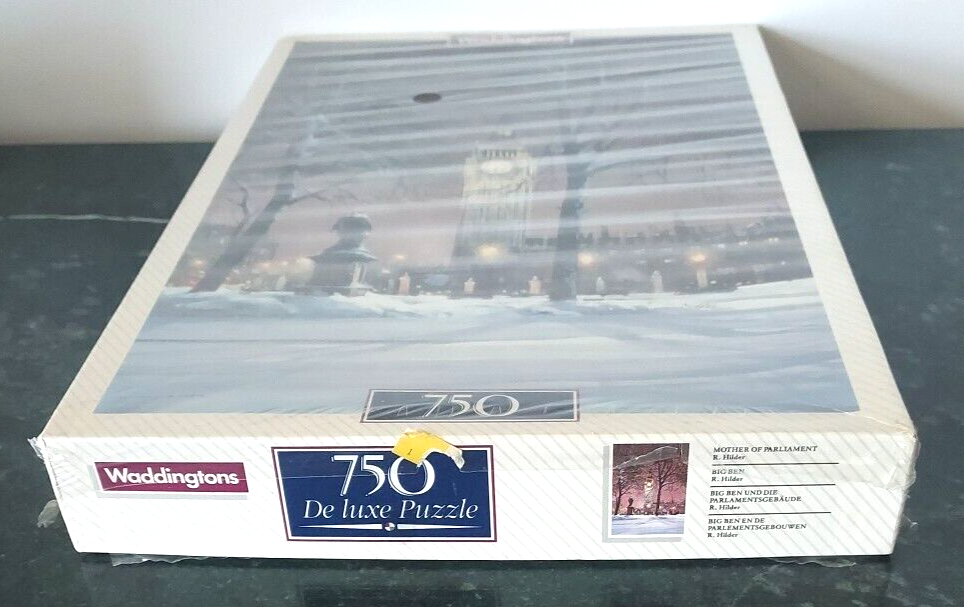 750
Waddingtons
750
De luxe Puzzle
MOTHER OF PARLIAMENT
R. Hilder
BIG BEN
R. Hilder
BIG BEN UND DIE
PARLAMENTSGEBÄUDE
R. Hilder
BIG BEN EN DE
PARLEMENTSGEBOUWEN
R. Hilder